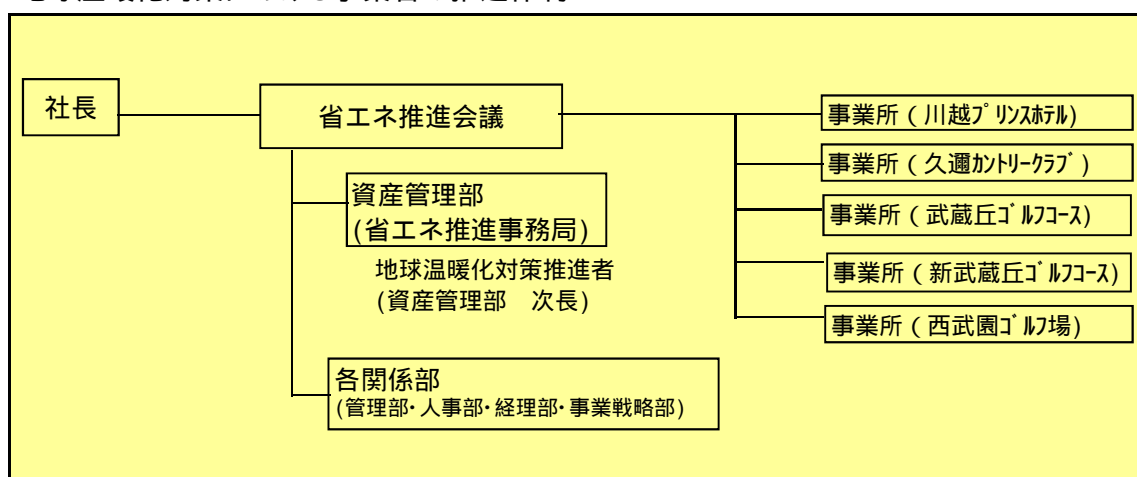 社長
省エネ推進会議
資産管理部
(省エネ推進事務局)
地球温暖化対策推進者
(資産管理部　次長)
各関係部
(管理部･人事部･経理部･事業戦略部)
事業所 ( 川越ﾌﾟﾘﾝｽﾎﾃﾙ)
事業所 ( 久邇ｶﾝﾄﾘｰｸﾗﾌﾞ )
事業所 ( 武蔵丘ｺﾞﾙﾌｺｰｽ)
事業所 ( 新武蔵丘ｺﾞﾙﾌｺｰｽ)
事業所 ( 西武園ｺﾞﾙﾌ場)